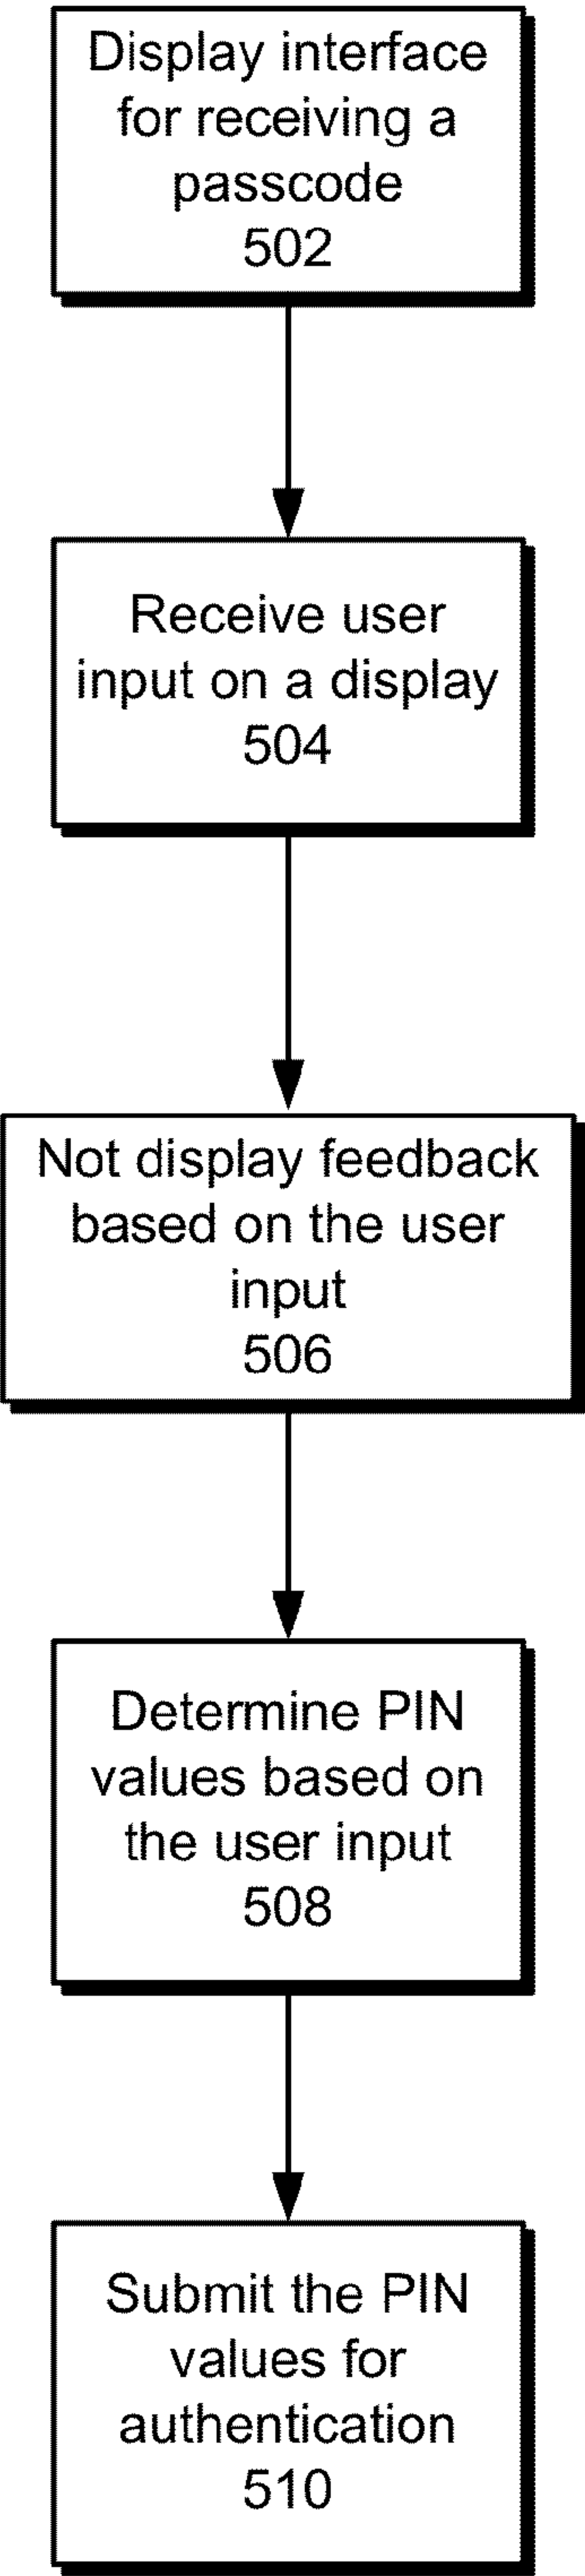 Display interface
for receiving a
passcode
502
Receive user
input on a display
504
Not display feedback
based on the user
input
506
Determine PIN
values based on
the user input
508
Submit the PIN
values for
authentication
510